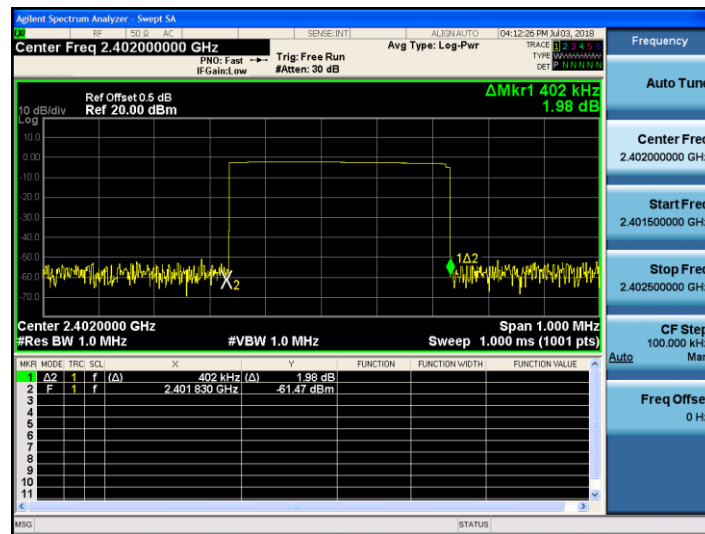 Agilent Spectrum Analyzer - Swept SA
RF 50 Ω AC SENSE:INT ALIGN AUTO 04:12:26 PM Jul 03, 2018
Center Freq 2.402000000 GHz
PNO: Fast
IFGain:Low
Trig: Free Run
#Atten: 30 dB
Avg Type: Log-Pwr
TRACE 1 2 3 4 5 6
TYPE
DET P N N N N N
Ref Offset 0.5 dB
10 dB/div Ref 20.00 dBm
Log
ΔMkr1 402 kHz
1.98 dB
10.0
0.00
-10.0
-20.0
-30.0
-40.0
-50.0
-60.0
-70.0
1Δ2
2
Center 2.4020000 GHz Span 1.000 MHz
#Res BW 1.0 MHz #VBW 1.0 MHz Sweep 1.000 ms (1001 pts)
MKR MODE TRC SCL X Y FUNCTION FUNCTION WIDTH FUNCTION VALUE
1 Δ2 1 f (Δ) 402 kHz (Δ) 1.98 dB
2 F 1 f 2.401 830 GHz -61.47 dBm
3
4
5
6
7
8
9
10
11
MSG STATUS
Frequency
Auto Tune
Center Freq
2.402000000 GHz
Start Freq
2.401500000 GHz
Stop Freq
2.402500000 GHz
CF Step
100.000 kHz
Auto Man
Freq Offset
0 Hz